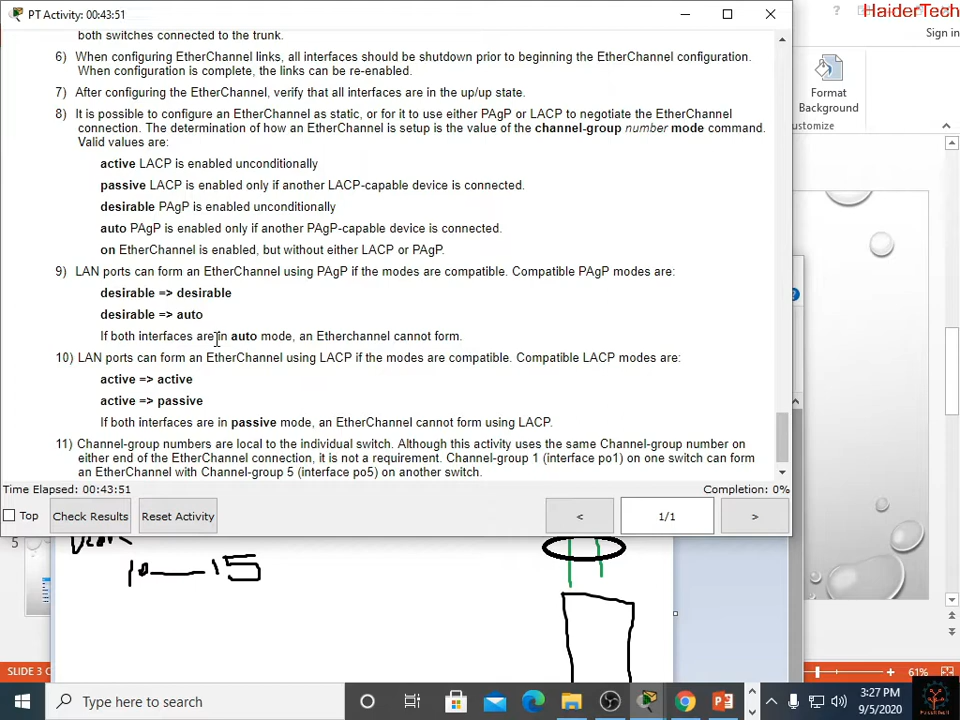 PT Activity: 00:43:51
HaiderTech
Sign in
both switches connected to the trunk.
6) When configuring EtherChannel links, all interfaces should be shutdown prior to beginning the EtherChannel configuration.
When configuration is complete, the links can be re-enabled.
7) After configuring the EtherChannel, verify that all interfaces are in the up/up state.
8) It is possible to configure an EtherChannel as static, or for it to use either PAgP or LACP to negotiate the EtherChannel
connection. The determination of how an EtherChannel is setup is the value of the channel-group number mode command.
Valid values are:
active LACP is enabled unconditionally
passive LACP is enabled only if another LACP-capable device is connected.
desirable PAgP is enabled unconditionally
auto PAgP is enabled only if another PAgP-capable device is connected.
on EtherChannel is enabled, but without either LACP or PAgP.
9) LAN ports can form an EtherChannel using PAgP if the modes are compatible. Compatible PAgP modes are:
desirable => desirable
desirable => auto
If both interfaces are in auto mode, an Etherchannel cannot form.
10) LAN ports can form an EtherChannel using LACP if the modes are compatible. Compatible LACP modes are:
active => active
active => passive
If both interfaces are in passive mode, an EtherChannel cannot form using LACP.
11) Channel-group numbers are local to the individual switch. Although this activity uses the same Channel-group number on
either end of the EtherChannel connection, it is not a requirement. Channel-group 1 (interface po1) on one switch can form
an EtherChannel with Channel-group 5 (interface po5) on another switch.
Time Elapsed: 00:43:51
Completion: 0%
Top
Check Results
Reset Activity
<
1/1
>
Format
Background
ustomize
5
10 — 15
SLIDE 3
61%
Type here to search
3:27 PM
9/5/2020